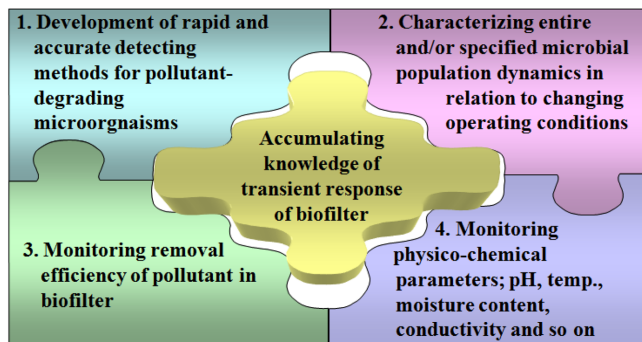 1. Development of rapid and
accurate detecting
methods for pollutant-
degrading
microorgnaisms
2. Characterizing entire
and/or specified microbial
population dynamics in
relation to changing
operating conditions
Accumulating
knowledge of
transient response
of biofilter
3. Monitoring removal
efficiency of pollutant in
biofilter
4. Monitoring
physico-chemical
parameters; pH, temp.,
moisture content,
conductivity and so on